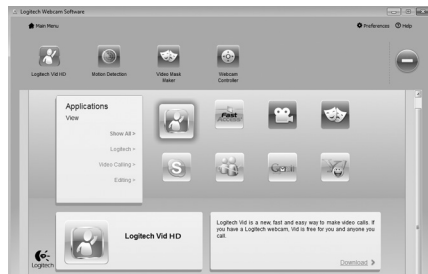 Logitech Webcam Software
Main Menu
Preferences
Help
Logitech Vid HD
Motion Detection
Video Mask
Maker
Webcam
Controller
Applications
View
Show All
Logitech
Video Calling
Editing
Fast
Logitech Vid HD
Logitech Vid is a new, fast and easy way to make video calls. If
you have a Logitech webcam, Vid is free for you and anyone you
call.
Download
Logitech